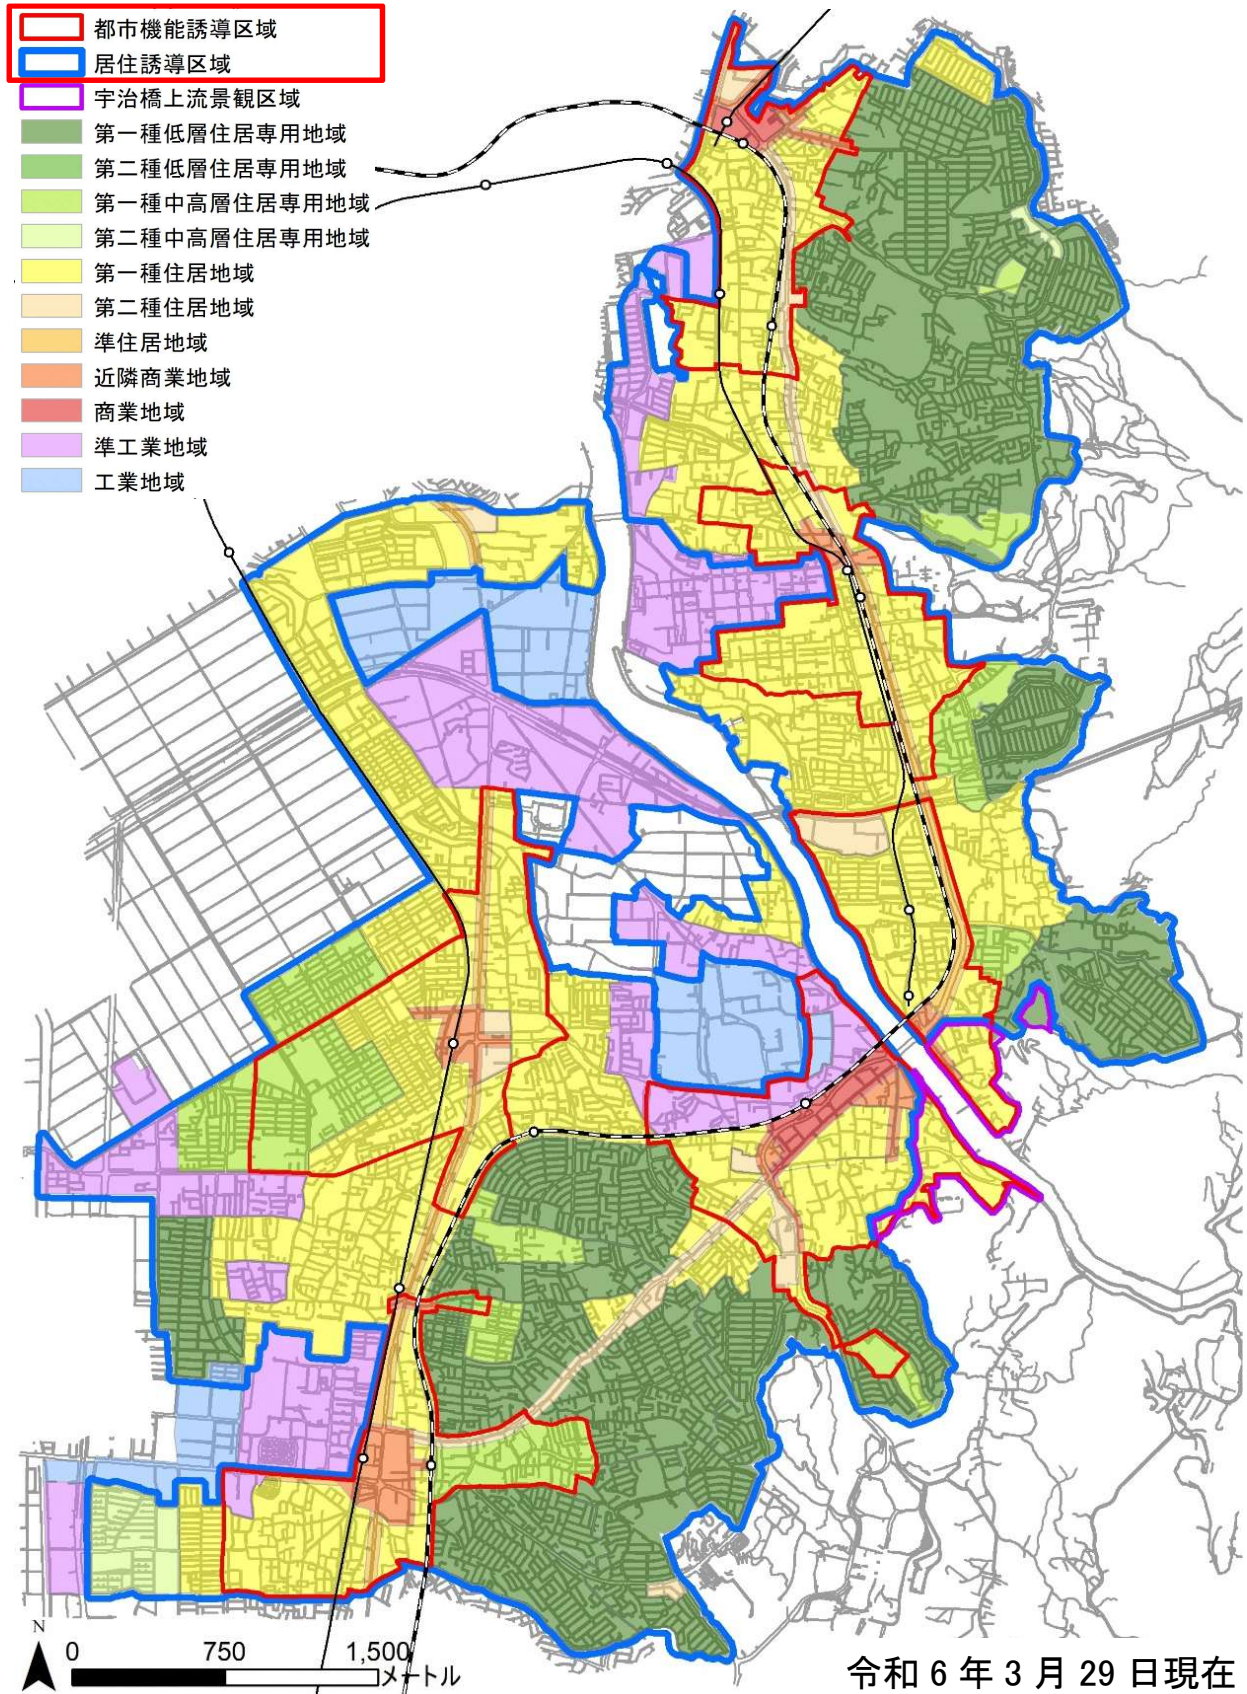 都市機能誘導区域
居住誘導区域
宇治橋上流景観区域
第一種低層住居専用地域
第二種低層住居専用地域
第一種中高層住居専用地域
第二種中高層住居専用地域
第一種住居地域
第二種住居地域
準住居地域
近隣商業地域
商業地域
準工業地域
工業地域
N
0 750 1,500
メートル
令和 6 年 3 月 29 日現在